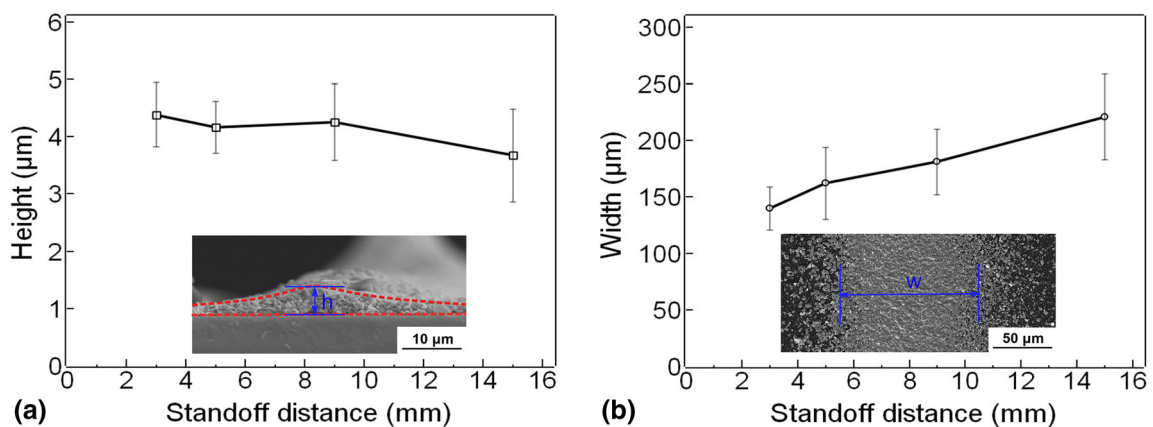 6
5
4
3
2
1
0
Height (µm)
h
10 µm
0 2 4 6 8 10 12 14 16
(a) Standoff distance (mm)
300
250
200
150
100
50
0
Width (µm)
w
50 µm
0 2 4 6 8 10 12 14 16
(b) Standoff distance (mm)